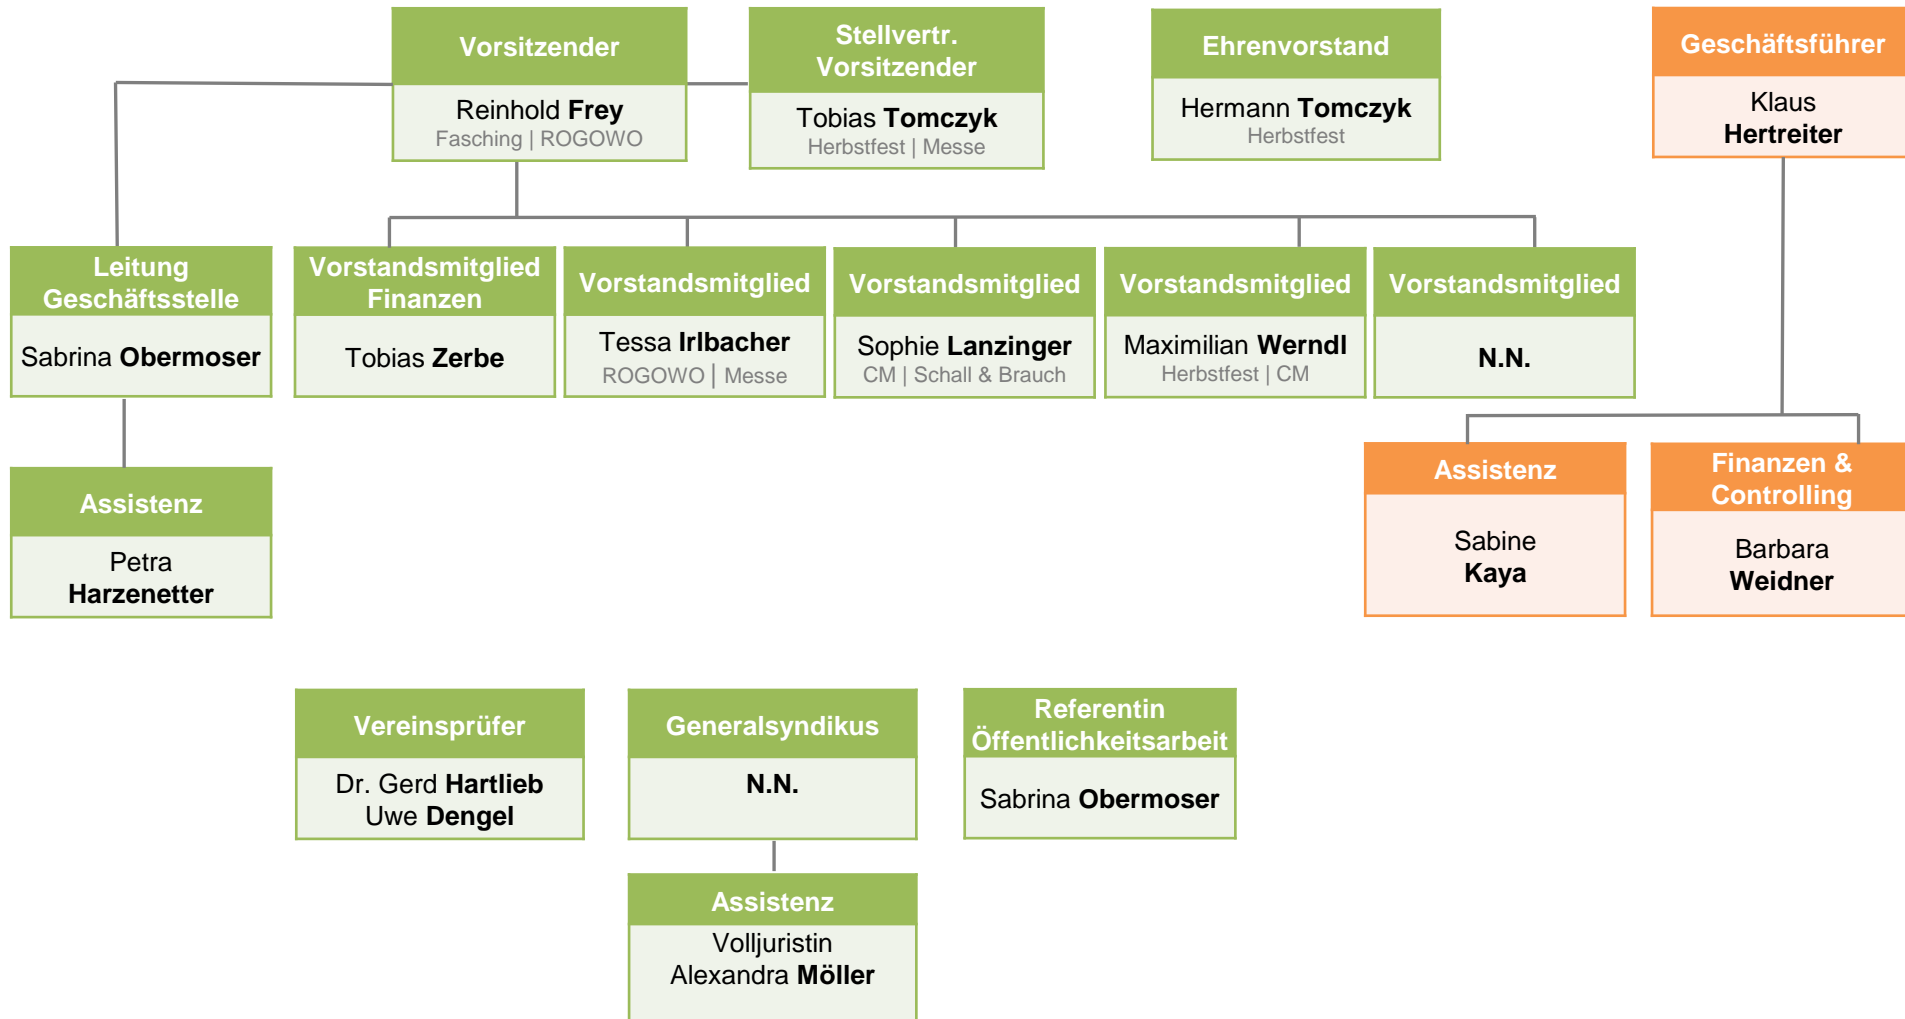 Vorsitzender
Reinhold Frey
Fasching | ROGOWO
Stellvertr.
Vorsitzender
Tobias Tomczyk
Herbstfest | Messe
Ehrenvorstand
Hermann Tomczyk
Herbstfest
Geschäftsführer
Klaus
Hertreiter
Leitung
Geschäftsstelle
Sabrina Obermoser
Vorstandsmitglied
Finanzen
Tobias Zerbe
Vorstandsmitglied
Tessa Irlbacher
ROGOWO | Messe
Vorstandsmitglied
Sophie Lanzinger
CM | Schall & Brauch
Vorstandsmitglied
Maximilian Werndl
Herbstfest | CM
Vorstandsmitglied
N.N.
Assistenz
Petra
Harzenetter
Assistenz
Sabine
Kaya
Finanzen &
Controlling
Barbara
Weidner
Vereinsprüfer
Dr. Gerd Hartlieb
Uwe Dengel
Generalsyndikus
N.N.
Referentin
Öffentlichkeitsarbeit
Sabrina Obermoser
Assistenz
Volljuristin
Alexandra Möller